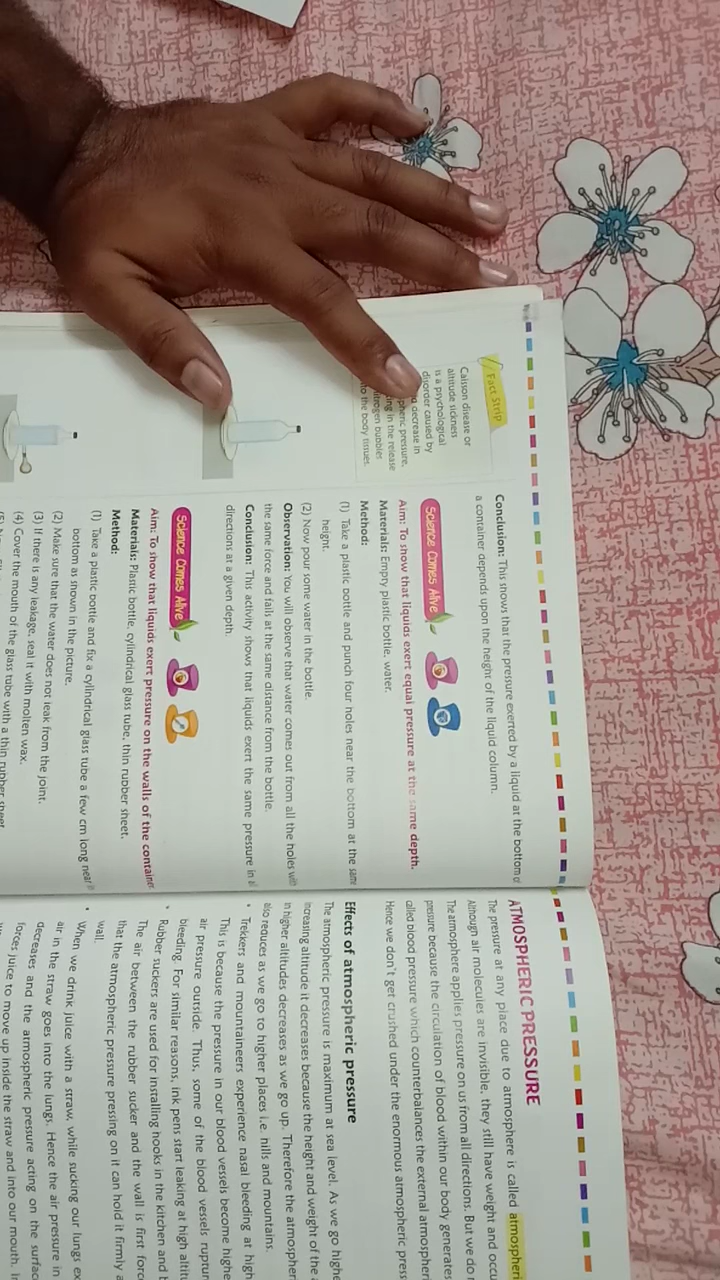 Fact Strip
Caisson disease or
altitude sickness
is a psychological
disorder caused by
decrease in
pheric pressure,
in the release
bubbles
the body tissues.
Conclusion: This shows that the pressure exerted by a liquid at the bottom of
a container depends upon the height of the liquid column.
Science Comes Alive
Aim: To show that liquids exert equal pressure at the same depth.
Materials: Empty plastic bottle, water.
Method:
(1) Take a plastic bottle and punch four holes near the bottom at the same
height.
(2) Now pour some water in the bottle.
Observation: You will observe that water comes out from all the holes with
the same force and falls at the same distance from the bottle.
Conclusion: This activity shows that liquids exert the same pressure in all
directions at a given depth.
Science Comes Alive
Aim: To show that liquids exert pressure on the walls of the container
Materials: Plastic bottle, cylindrical glass tube, thin rubber sheet.
Method:
(1) Take a plastic bottle and fix a cylindrical glass tube a few cm long near
bottom as shown in the picture.
(2) Make sure that the water does not leak from the joint.
(3) If there is any leakage, seal it with molten wax.
(4) Cover the mouth of the glass tube with a thin rubber sheet
ATMOSPHERIC PRESSURE
The pressure at any place due to atmosphere is called atmospheri
Although air molecules are invisible, they still have weight and occu
The atmosphere applies pressure on us from all directions. But we do
pressure because the circulation of blood within our body generates
called blood pressure which counterbalances the external atmospheri
Hence we don't get crushed under the enormous atmospheric press
Effects of atmospheric pressure
The atmospheric pressure is maximum at sea level. As we go highe
increasing altitude it decreases because the height and weight of the
in higher altitudes decreases as we go up. Therefore the atmospher
also reduces as we go to higher places i.e. hills and mountains.
• Trekkers and mountaineers experience nasal bleeding at high
This is because the pressure in our blood vessels become highe
air pressure outside. Thus, some of the blood vessels ruptur
bleeding. For similar reasons, ink pens start leaking at high altitu
• Rubber suckers are used for installing hooks in the kitchen and
The air between the rubber sucker and the wall is first forc
that the atmospheric pressure pressing on it can hold it firmly a
wall.
• When we drink juice with a straw, while sucking our lungs ex
air in the straw goes into the lungs. Hence the air pressure in
decreases and the atmospheric pressure acting on the surfac
forces juice to move up inside the straw and into our mouth. I